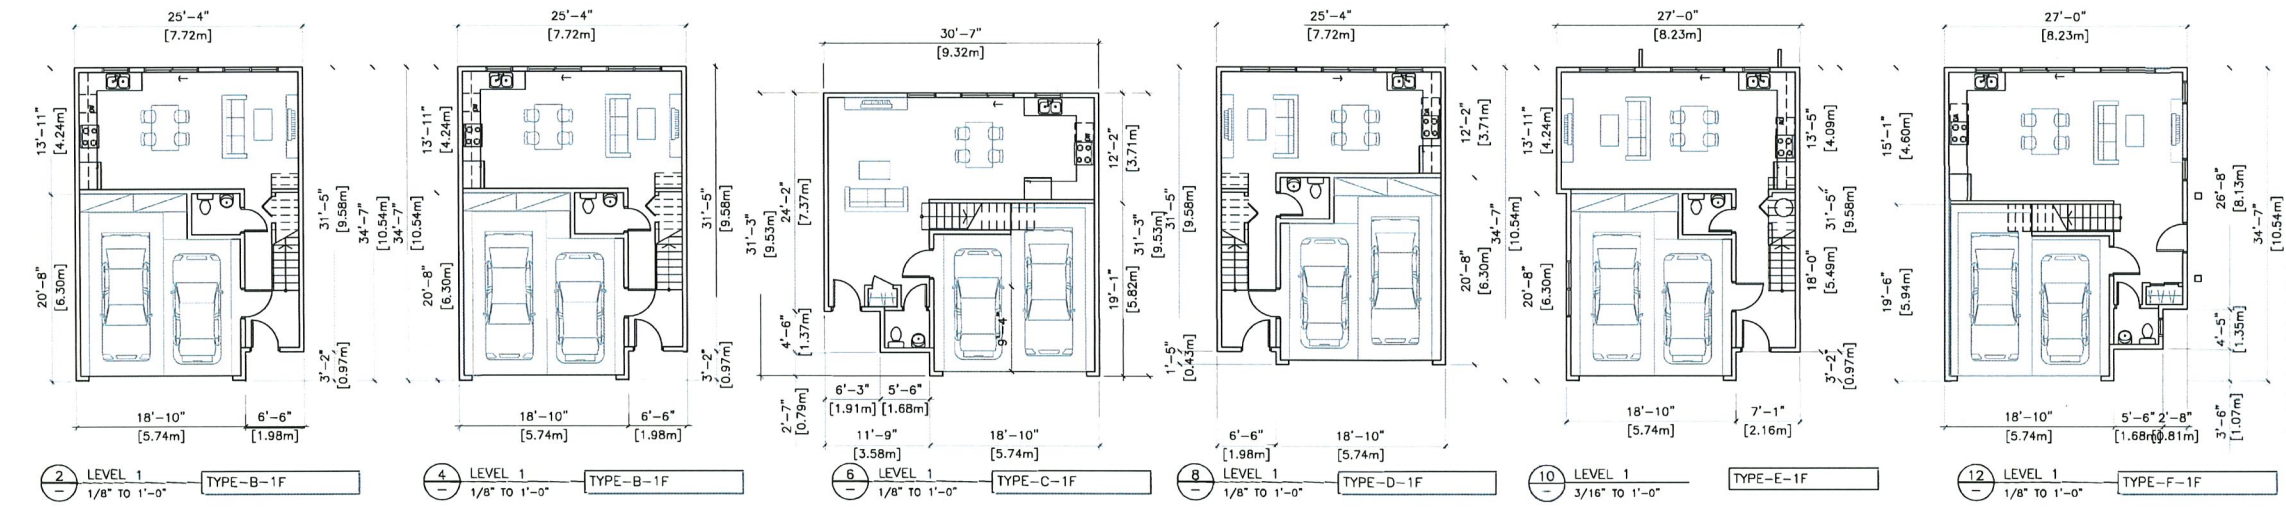 25'-4"
[7.72m]
13'-11"
[4.24m]
20'-8"
[6.30m]
31'-5"
[9.58m]
34'-7"
[10.54m]
3'-2"
[0.97m]
18'-10"
[5.74m]
6'-6"
[1.98m]
2
LEVEL 1
1/8" TO 1'-0"
TYPE-B-1F
25'-4"
[7.72m]
34'-7"
[10.54m]
13'-11"
[4.24m]
20'-8"
[6.30m]
31'-5"
[9.58m]
3'-2"
[0.97m]
18'-10"
[5.74m]
6'-6"
[1.98m]
4
LEVEL 1
1/8" TO 1'-0"
TYPE-B-1F
30'-7"
[9.32m]
31'-3"
[9.53m]
24'-2"
[7.37m]
4'-6"
[1.37m]
2'-7"
[0.79m]
12'-2"
[3.71m]
19'-1"
[5.82m]
31'-3"
[9.53m]
9'-4"
6'-3"
[1.91m]
5'-6"
[1.68m]
11'-9"
[3.58m]
18'-10"
[5.74m]
6
LEVEL 1
1/8" TO 1'-0"
TYPE-C-1F
25'-4"
[7.72m]
31'-5"
[9.58m]
1'-5"
[0.43m]
12'-2"
[3.71m]
20'-8"
[6.30m]
34'-7"
[10.54m]
6'-6"
[1.98m]
18'-10"
[5.74m]
8
LEVEL 1
1/8" TO 1'-0"
TYPE-D-1F
27'-0"
[8.23m]
13'-11"
[4.24m]
20'-8"
[6.30m]
13'-5"
[4.09m]
18'-0"
[5.49m]
31'-5"
[9.58m]
3'-2"
[0.97m]
18'-10"
[5.74m]
7'-1"
[2.16m]
10
LEVEL 1
3/16" TO 1'-0"
TYPE-E-1F
27'-0"
[8.23m]
15'-1"
[4.60m]
19'-6"
[5.94m]
26'-8"
[8.13m]
34'-7"
[10.54m]
4'-5"
[1.35m]
3'-6"
[1.07m]
18'-10"
[5.74m]
5'-6"
[1.68m]
2'-8"
[0.81m]
12
LEVEL 1
1/8" TO 1'-0"
TYPE-F-1F